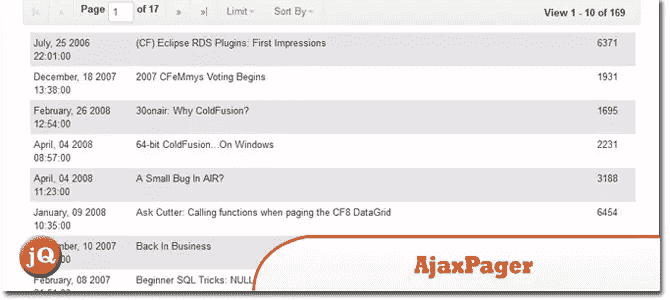 Page 1 of 17 Limit Sort By View 1 - 10 of 169
July, 25 2006 (CF) Eclipse RDS Plugins: First Impressions 6371
22:01:00
December, 18 2007 2007 CFeMmys Voting Begins 1931
13:38:00
February, 26 2008 30onair: Why ColdFusion? 1695
12:54:00
April, 04 2008 64-bit ColdFusion...On Windows 2231
08:57:00
April, 04 2008 A Small Bug In AIR? 3188
11:23:00
January, 09 2008 Ask Cutter: Calling functions when paging the CF8 DataGrid 6454
10:35:00
mber, 10 2007 Back In Business
:00
February, 08 2007 Beginner SQL Tricks: NULL
jQ
AjaxPager